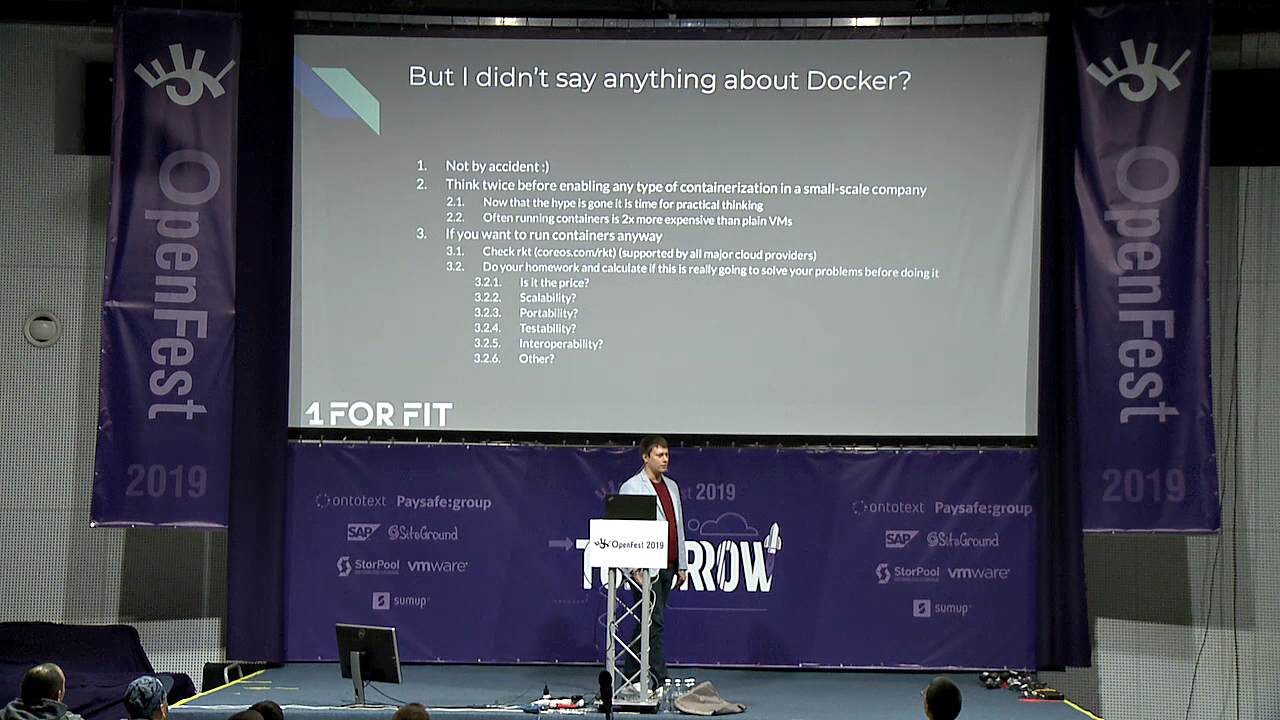 But I didn't say anything about Docker?
1. Not by accident :)
2. Think twice before enabling any type of containerization in a small-scale company
2.1. Now that the hype is gone it is time for practical thinking
2.2. Often running containers is 2x more expensive than plain VMs
3. If you want to run containers anyway
3.1. Check rkt (coreos.com/rkt) (supported by all major cloud providers)
3.2. Do your homework and calculate if this is really going to solve your problems before doing it
3.2.1. Is it the price?
3.2.2. Scalability?
3.2.3. Portability?
3.2.4. Testability?
3.2.5. Interoperability?
3.2.6. Other?
1 FOR FIT
OpenFest
2019
OpenFest
2019
ontotext Paysafe:group
SAP SiteGround
StorPool vmware
sumup
2019
OpenFest 2019
ontotext Paysafe:group
SAP SiteGround
StorPool vmware
sumup